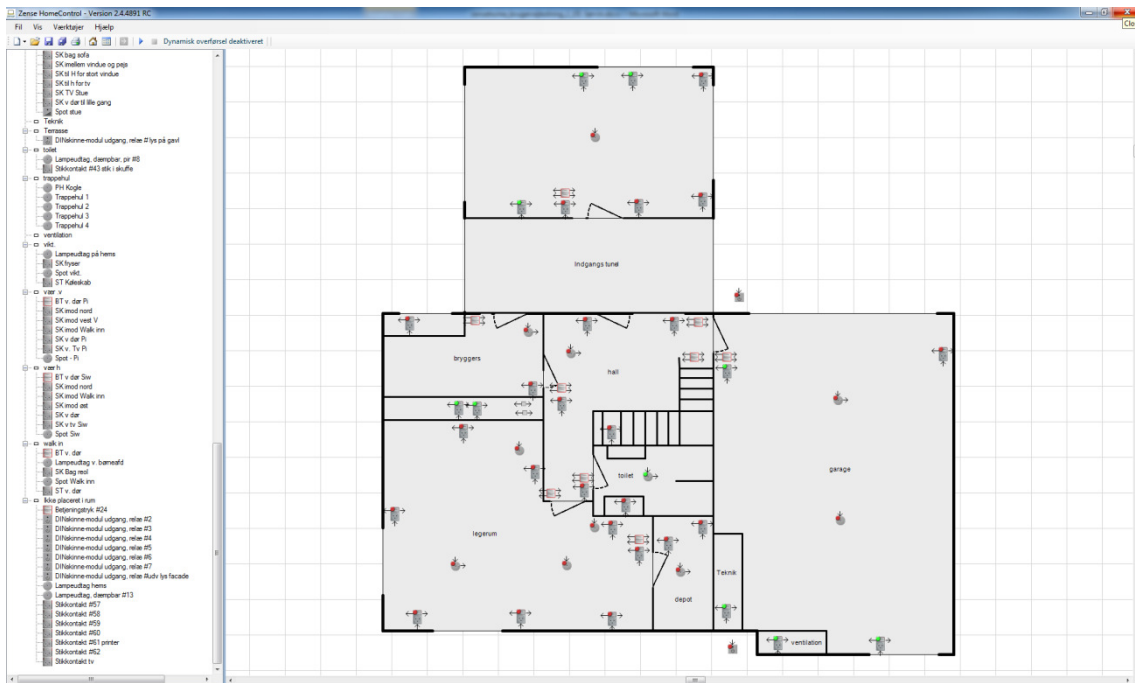 Zense HomeControl - Version 2.4.4891 RC
Fil Vis Værktøjer Hjælp
Dynamisk overførsel deaktiveret
Clo
SK bag sofa
SK imellem vindue og pejs
SK til H for stort vindue
SK til h for tv
SK TV Stue
SK v dør til lille gang
Spot stue
Teknik
Terrasse
DINskinne-modul udgang, relæ # lys på gavl
toilet
Lampeudtag, dæmpbar, pir #8
Stikkontakt #43 stik i skuffe
trappehul
FH Kogle
Trappehul 1
Trappehul 2
Trappehul 3
Trappehul 4
ventilation
vikt.
Lampeudtag på hems
SK fryser
Spot vikt.
ST Køleskab
vær .v
BT v. dør Pi
SK imod nord
SK imod vest V
SK imod Walk inn
SK v dør Pi
SK v. Tv Pi
Spot - Pi
vær h
BT v dør Siw
SK imod nord
SK imod Walk inn
SK imod øst
SK v dør
SK v tv Siw
Spot Siw
walk in
BT v. dør
Lampeudtag v. børneafd
SK Bag reol
Spot Walk inn
ST v. dør
Ikke placeret i rum
Betjeningstryk #24
DINskinne-modul udgang, relæ #2
DINskinne-modul udgang, relæ #3
DINskinne-modul udgang, relæ #4
DINskinne-modul udgang, relæ #5
DINskinne-modul udgang, relæ #6
DINskinne-modul udgang, relæ #7
DINskinne-modul udgang, relæ #udv lys facade
Lampeudtag hems
Lampeudtag, dæmpbar #13
Stikkontakt #57
Stikkontakt #58
Stikkontakt #59
Stikkontakt #60
Stikkontakt #61 printer
Stikkontakt #62
Stikkontakt tv
Indgangs tunel
bryggers
hall
garage
toilet
legerum
Teknik
depot
ventilation